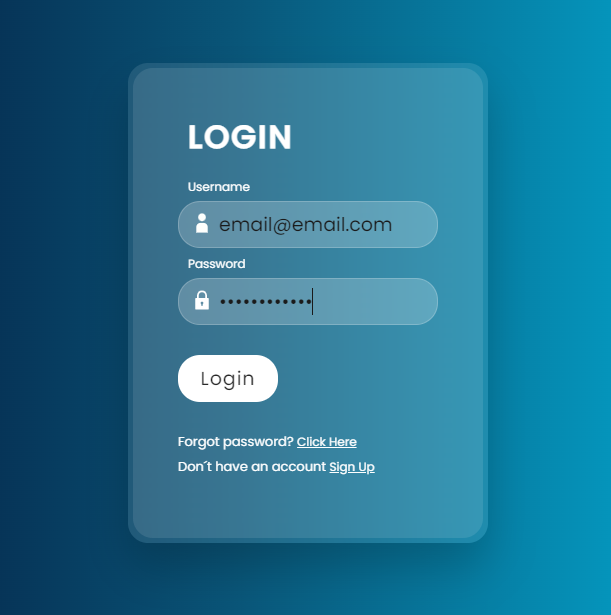 LOGIN
Username
email@email.com
Password
••••••••••••
Login
Forgot password? Click Here
Don´t have an account Sign Up